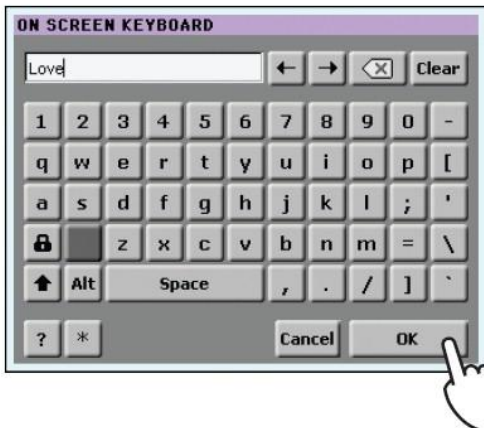 ON SCREEN KEYBOARD
Love ← → ⌫ Clear
1 2 3 4 5 6 7 8 9 0 -
q w e r t y u i o p [
a s d f g h j k l ; '
z x c v b n m = \
Alt Space , . / ] `
? * Cancel OK